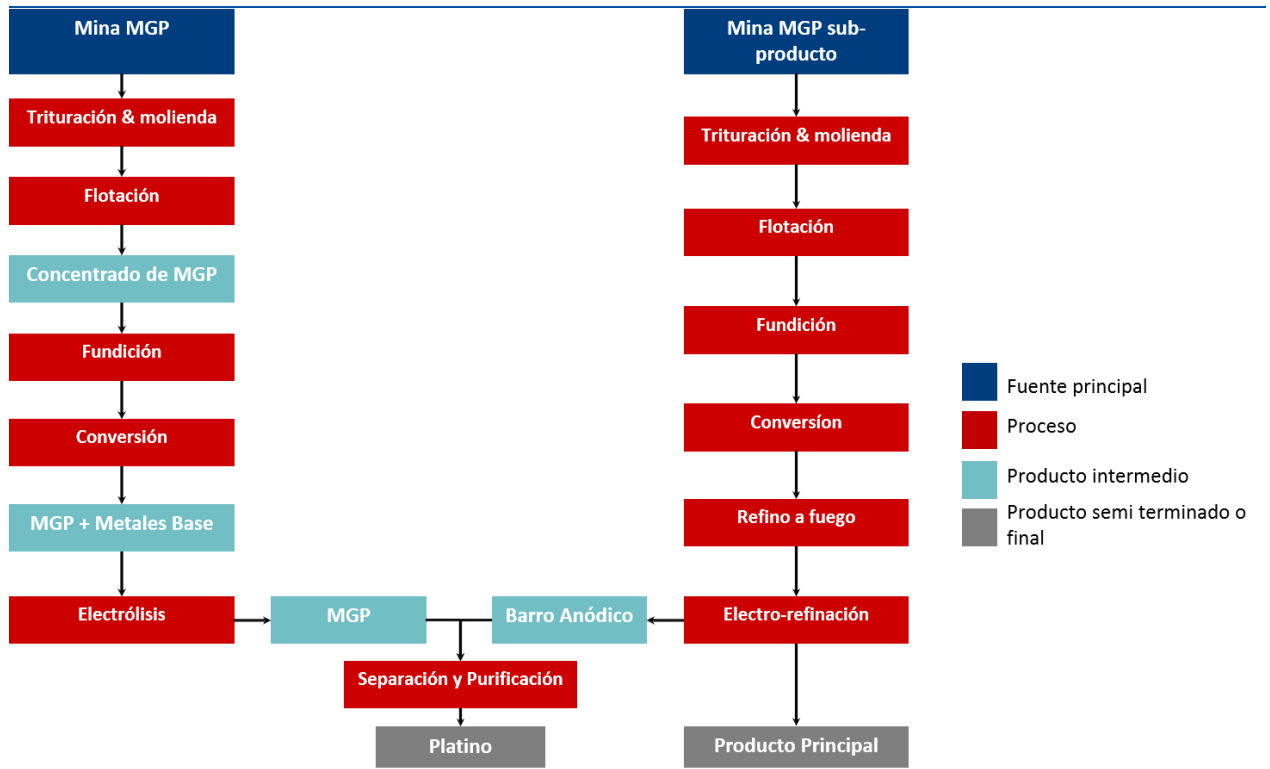 Mina MGP
Trituración & molienda
Flotación
Concentrado de MGP
Fundición
Conversión
MGP + Metales Base
Electrólisis
MGP
Barro Anódico
Separación y Purificación
Platino
Mina MGP sub-
producto
Trituración & molienda
Flotación
Fundición
Conversíon
Refino a fuego
Electro-refinación
Producto Principal
Fuente principal
Proceso
Producto intermedio
Producto semi terminado o
final